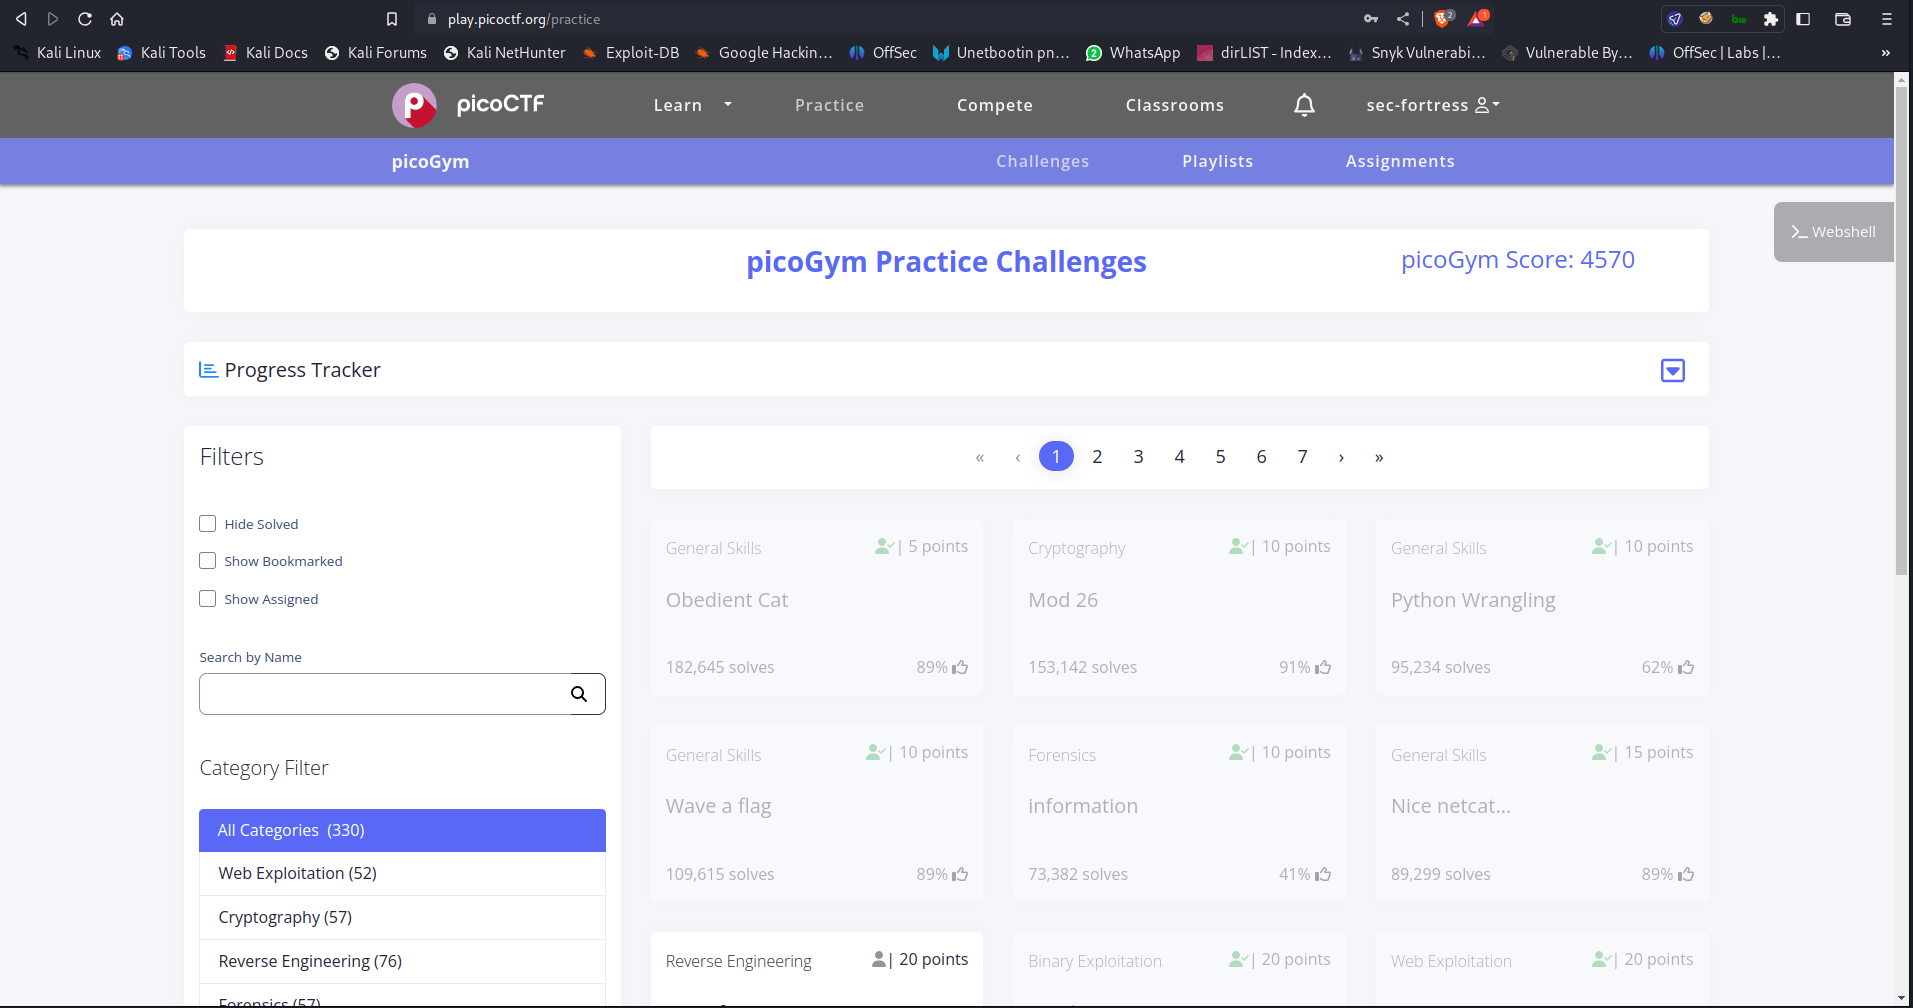 play.picoctf.org/practice 2 1 bw
Kali Linux Kali Tools Kali Docs Kali Forums Kali NetHunter Exploit-DB Google Hackin… OffSec Unetbootin pn… WhatsApp dirLIST - Index… Snyk Vulnerabi… Vulnerable By… OffSec | Labs |… »
picoCTF Learn Practice Compete Classrooms sec-fortress
picoGym Challenges Playlists Assignments
>_ Webshell
picoGym Practice Challenges picoGym Score: 4570
Progress Tracker
Filters
« ‹ 1 2 3 4 5 6 7 › »
Hide Solved
Show Bookmarked
Show Assigned
Search by Name
Category Filter
All Categories (330)
Web Exploitation (52)
Cryptography (57)
Reverse Engineering (76)
Forensics (57)
General Skills | 5 points
Obedient Cat
182,645 solves 89%
Cryptography | 10 points
Mod 26
153,142 solves 91%
General Skills | 10 points
Python Wrangling
95,234 solves 62%
General Skills | 10 points
Wave a flag
109,615 solves 89%
Forensics | 10 points
information
73,382 solves 41%
General Skills | 15 points
Nice netcat...
89,299 solves 89%
Reverse Engineering | 20 points
Binary Exploitation | 20 points
Web Exploitation | 20 points